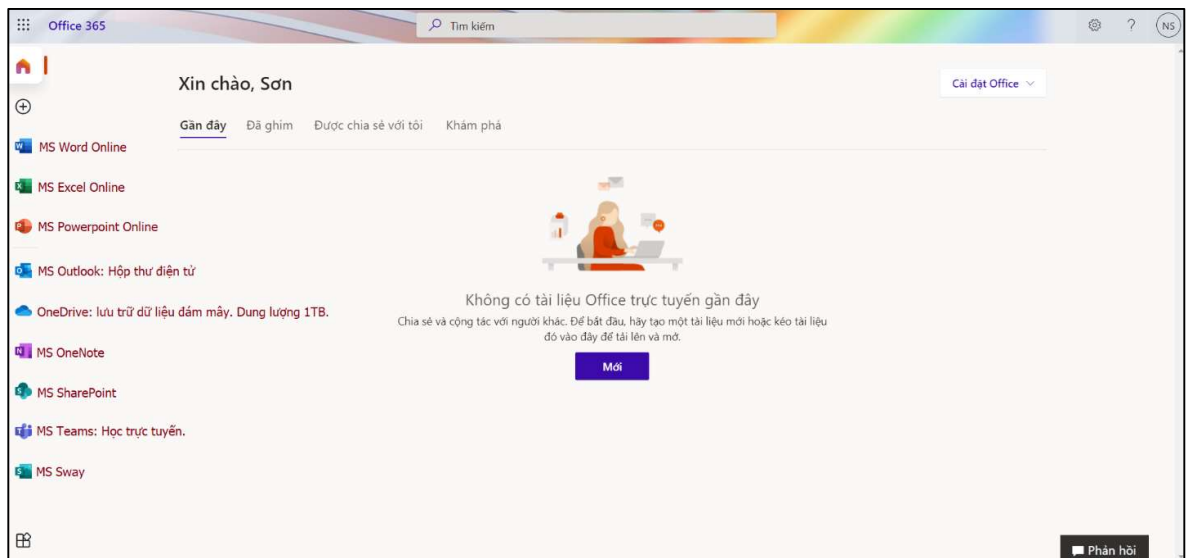 Office 365
Tìm kiếm
?
NS
Xin chào, Sơn
Cài đặt Office
Gần đây Đã ghim Được chia sẻ với tôi Khám phá
MS Word Online
MS Excel Online
MS Powerpoint Online
MS Outlook: Hộp thư điện tử
OneDrive: lưu trữ dữ liệu đám mây. Dung lượng 1TB.
MS OneNote
MS SharePoint
MS Teams: Học trực tuyến.
MS Sway
Không có tài liệu Office trực tuyến gần đây
Chia sẻ và cộng tác với người khác. Để bắt đầu, hãy tạo một tài liệu mới hoặc kéo tài liệu
đó vào đây để tải lên và mở.
Mới
Phản hồi